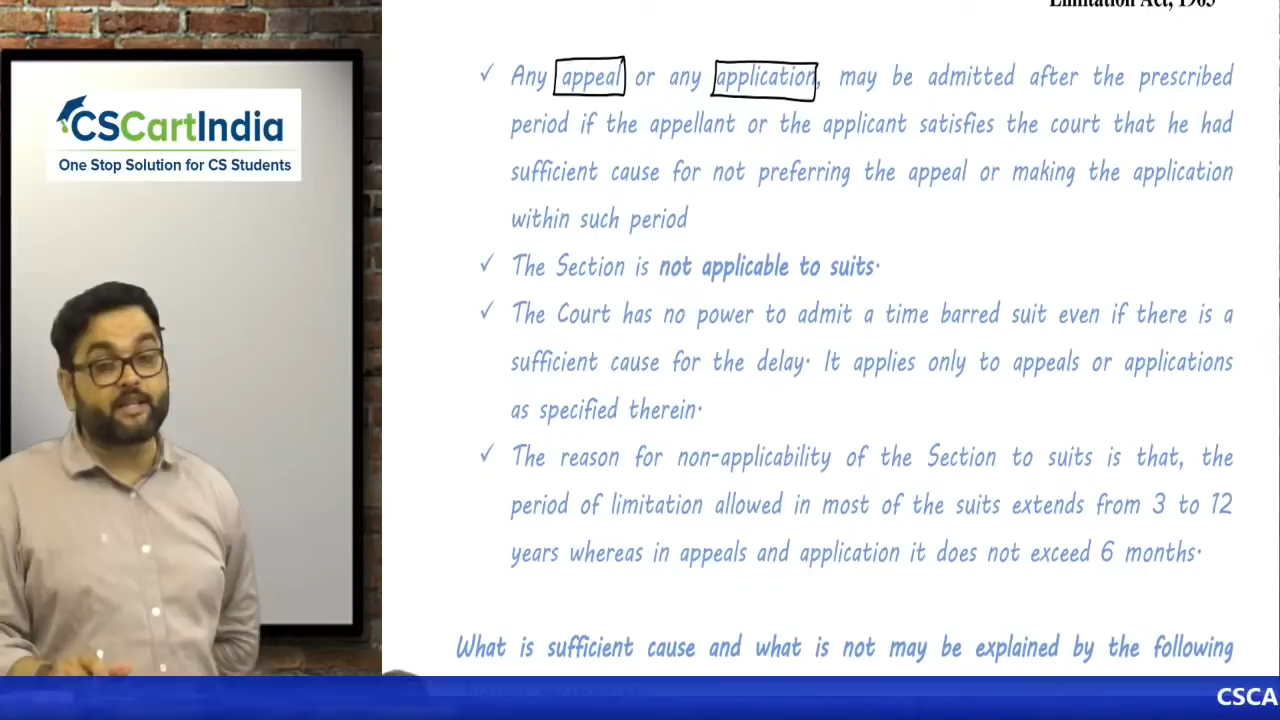 Limitation Act, 1963
CSCartIndia
One Stop Solution for CS Students
✓ Any appeal or any application, may be admitted after the prescribed
period if the appellant or the applicant satisfies the court that he had
sufficient cause for not preferring the appeal or making the application
within such period
✓ The Section is not applicable to suits.
✓ The Court has no power to admit a time barred suit even if there is a
sufficient cause for the delay. It applies only to appeals or applications
as specified therein.
✓ The reason for non-applicability of the Section to suits is that, the
period of limitation allowed in most of the suits extends from 3 to 12
years whereas in appeals and application it does not exceed 6 months.
What is sufficient cause and what is not may be explained by the following
CSCA